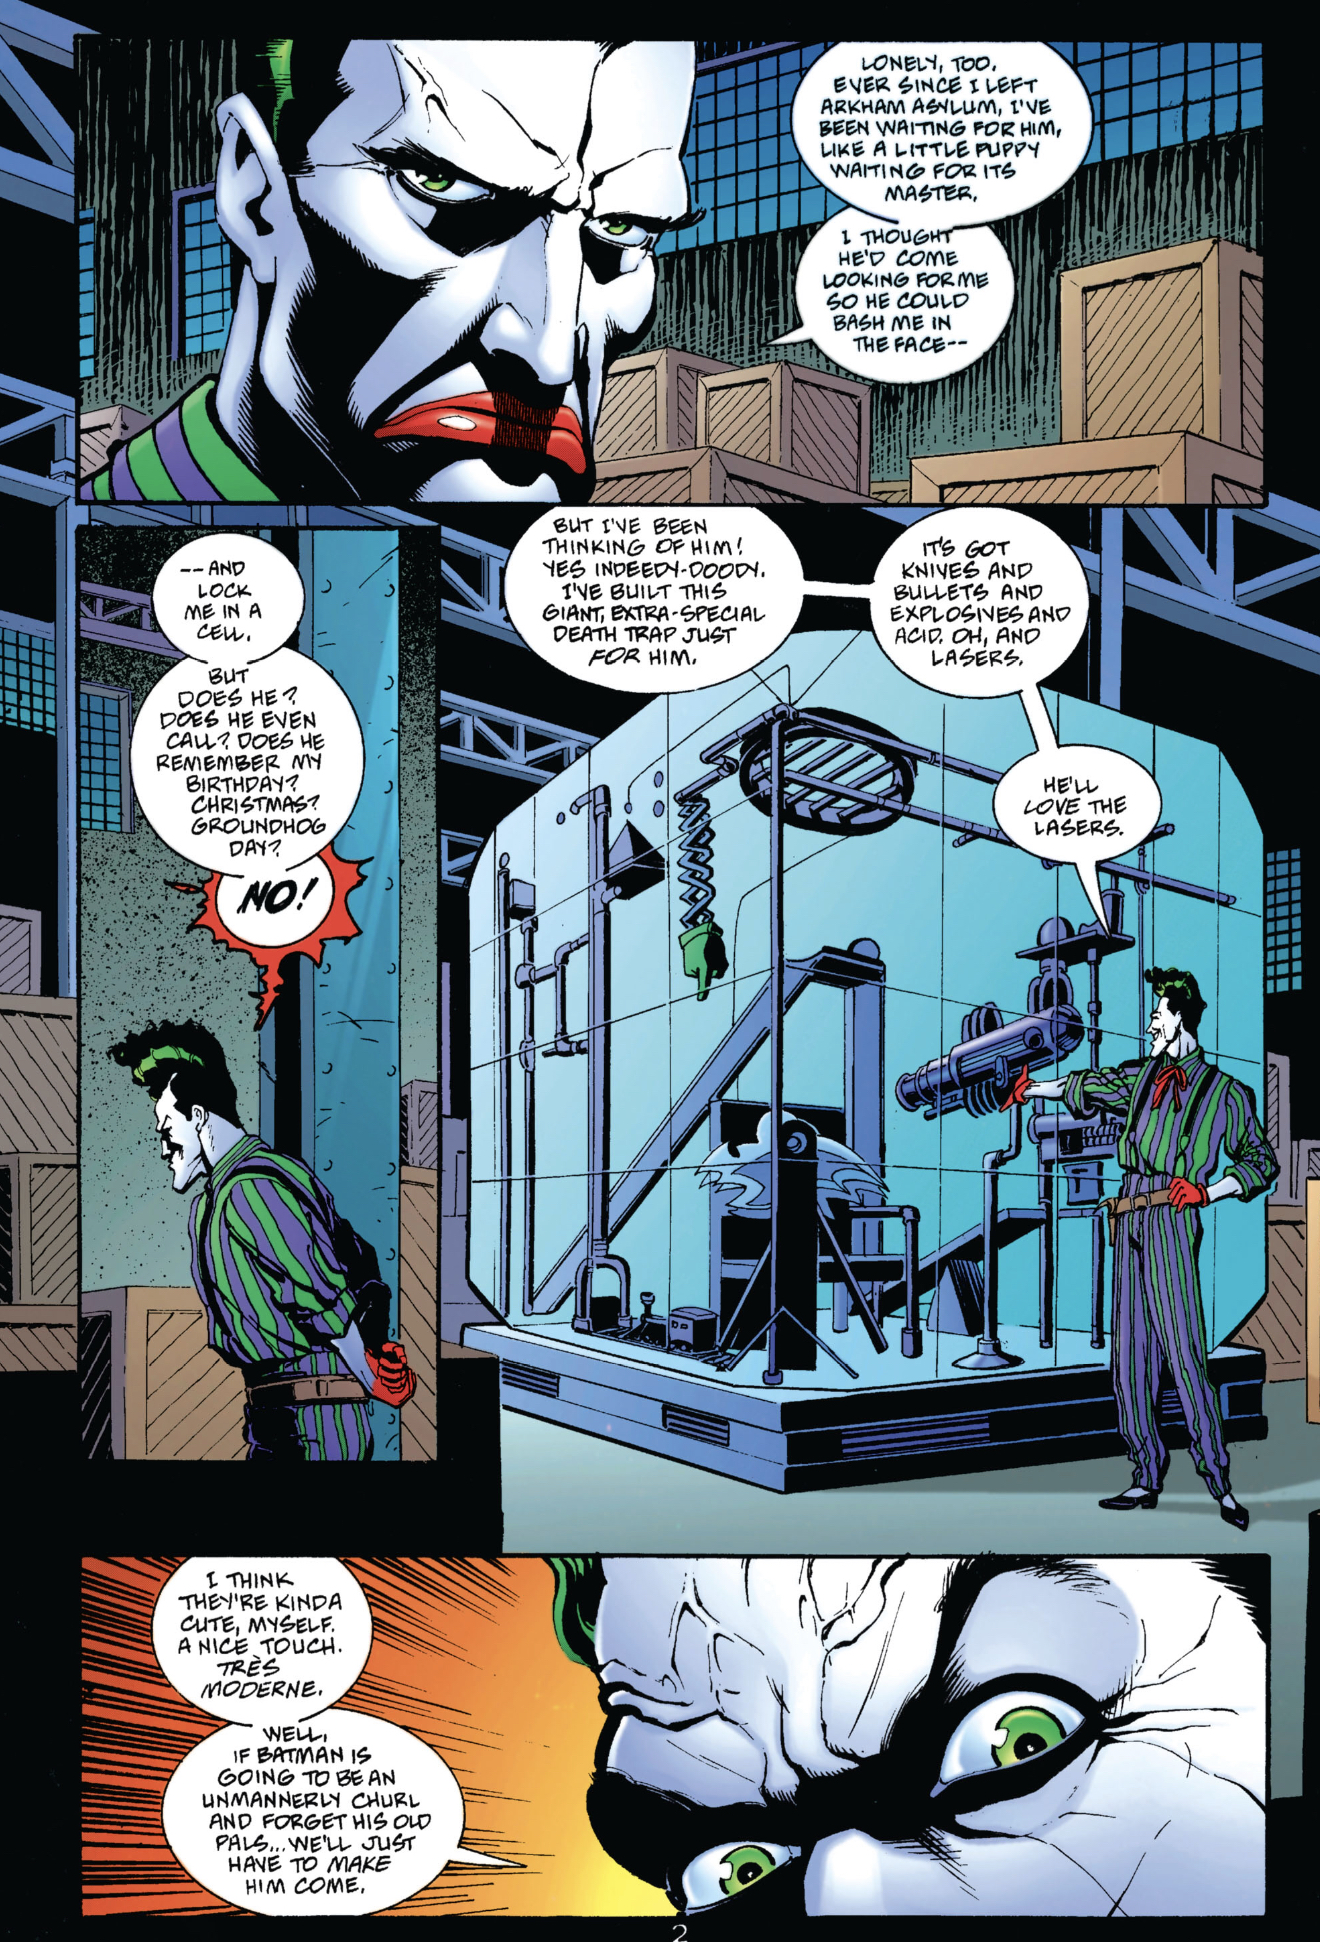 LONELY, TOO.
EVER SINCE I LEFT
ARKHAM ASYLUM, I'VE
BEEN WAITING FOR HIM,
LIKE A LITTLE PUPPY
WAITING FOR ITS
MASTER.
I THOUGHT
HE'D COME
LOOKING FOR ME
SO HE COULD
BASH ME IN
THE FACE--
--AND
LOCK
ME IN A
CELL.
BUT
DOES HE?
DOES HE EVEN
CALL? DOES HE
REMEMBER MY
BIRTHDAY?
CHRISTMAS?
GROUNDHOG
DAY?
NO!
BUT I'VE BEEN
THINKING OF HIM!
YES INDEEDY-DOODY.
I'VE BUILT THIS
GIANT, EXTRA-SPECIAL
DEATH TRAP JUST
FOR HIM.
IT'S GOT
KNIVES AND
BULLETS AND
EXPLOSIVES AND
ACID. OH, AND
LASERS.
HE'LL
LOVE THE
LASERS.
I THINK
THEY'RE KINDA
CUTE, MYSELF.
A NICE TOUCH.
TRÈS
MODERNE.
WELL,
IF BATMAN IS
GOING TO BE AN
UNMANNERLY CHURL
AND FORGET HIS OLD
PALS... WE'LL JUST
HAVE TO MAKE
HIM COME.
2